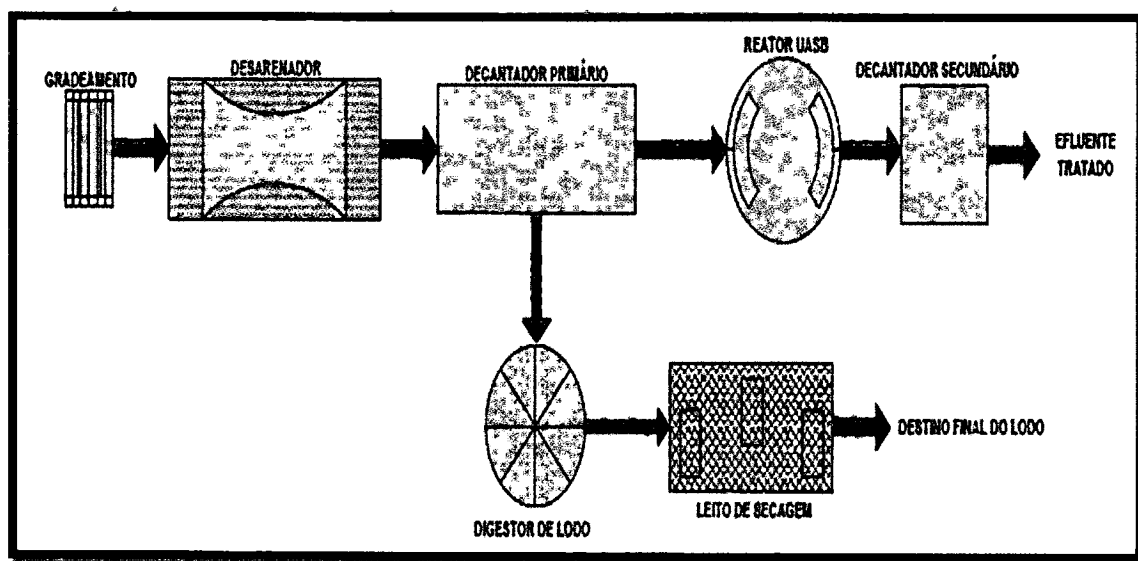 GRADEAMENTO
DESARENADOR
DECANTADOR PRIMÁRIO
REATOR UASB
DECANTADOR SECUNDÁRIO
EFLUENTE
TRATADO
DIGESTOR DE LODO
LEITO DE SECAGEM
DESTINO FINAL DO LODO